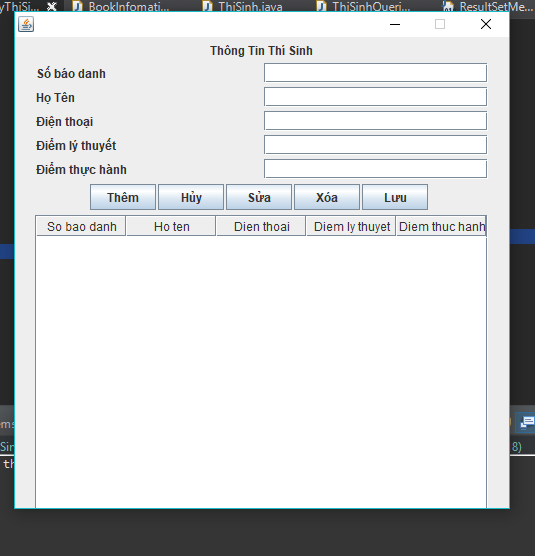 BookInfomati...
ThiSinh.java
ThiSinhQueri...
ResultSetMe...
Thông Tin Thí Sinh
Số báo danh
Họ Tên
Điện thoại
Điểm lý thuyết
Điểm thực hành
Thêm Hủy Sửa Xóa Lưu
So bao danh Ho ten Dien thoai Diem ly thuyet Diem thuc hanh
8)